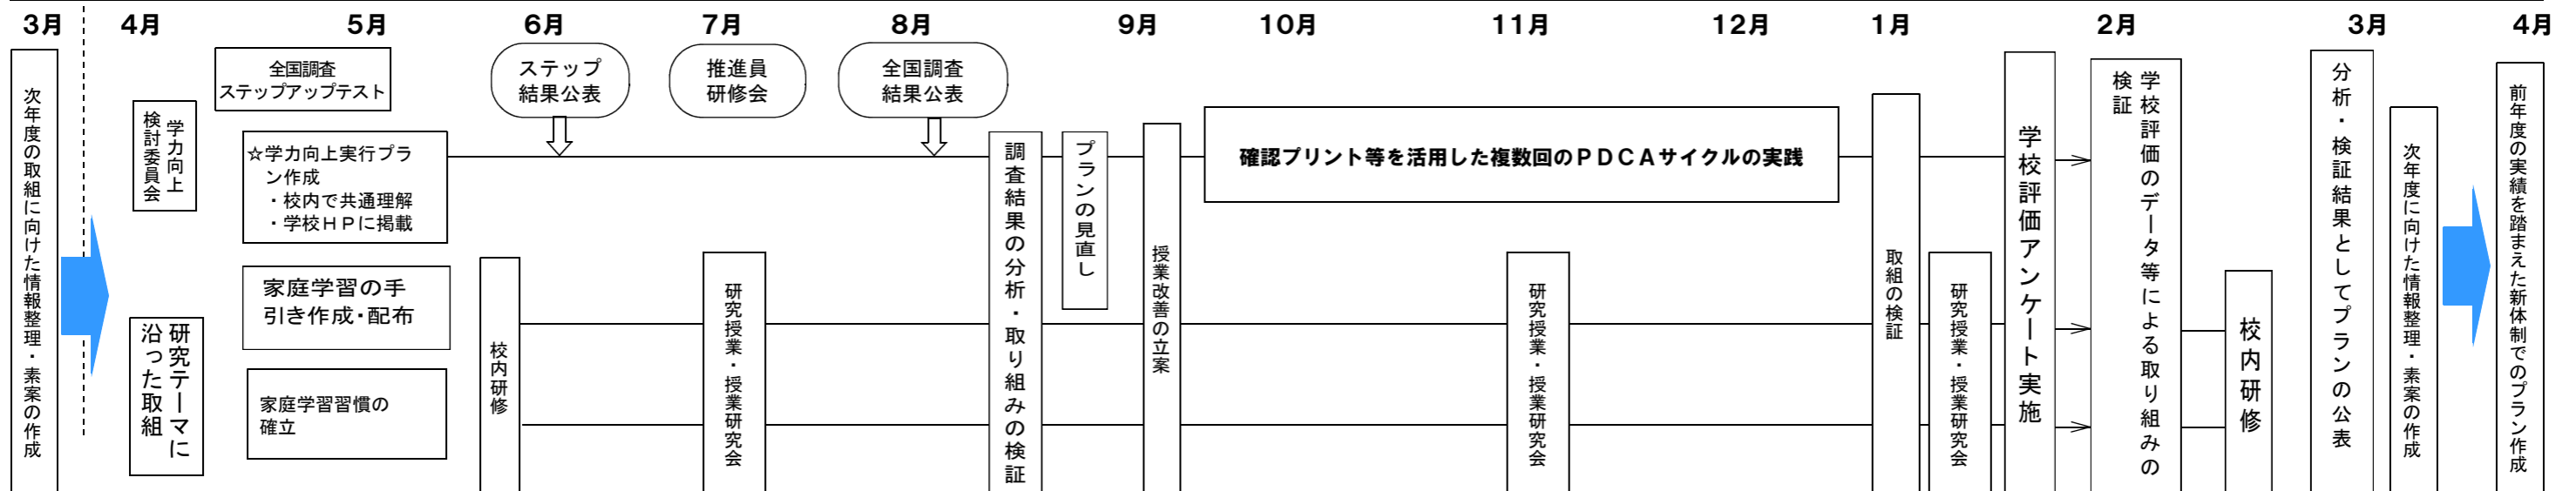 3月
4月
5月
6月
7月
8月
9月
10月
11月
12月
1月
2月
3月
4月
次年度の取組に向けた情報整理・素案の作成
学力向上
検討委員会
研究テーマに
沿った取組
全国調査
ステップアップテスト
☆学力向上実行プラ
ン作成
・校内で共通理解
・学校ＨＰに掲載
家庭学習の手
引き作成・配布
家庭学習習慣の
確立
校内研修
ステップ
結果公表
推進員
研修会
研究授業・授業研究会
全国調査
結果公表
調査結果の分析・取り組みの検証
プランの見直し
授業改善の立案
確認プリント等を活用した複数回のＰＤＣＡサイクルの実践
研究授業・授業研究会
取組の検証
研究授業・授業研究会
学校評価アンケート実施
学校評価のデータ等による取り組みの
検証
校内研修
分析・検証結果としてプランの公表
次年度に向けた情報整理・素案の作成
前年度の実績を踏まえた新体制でのプラン作成